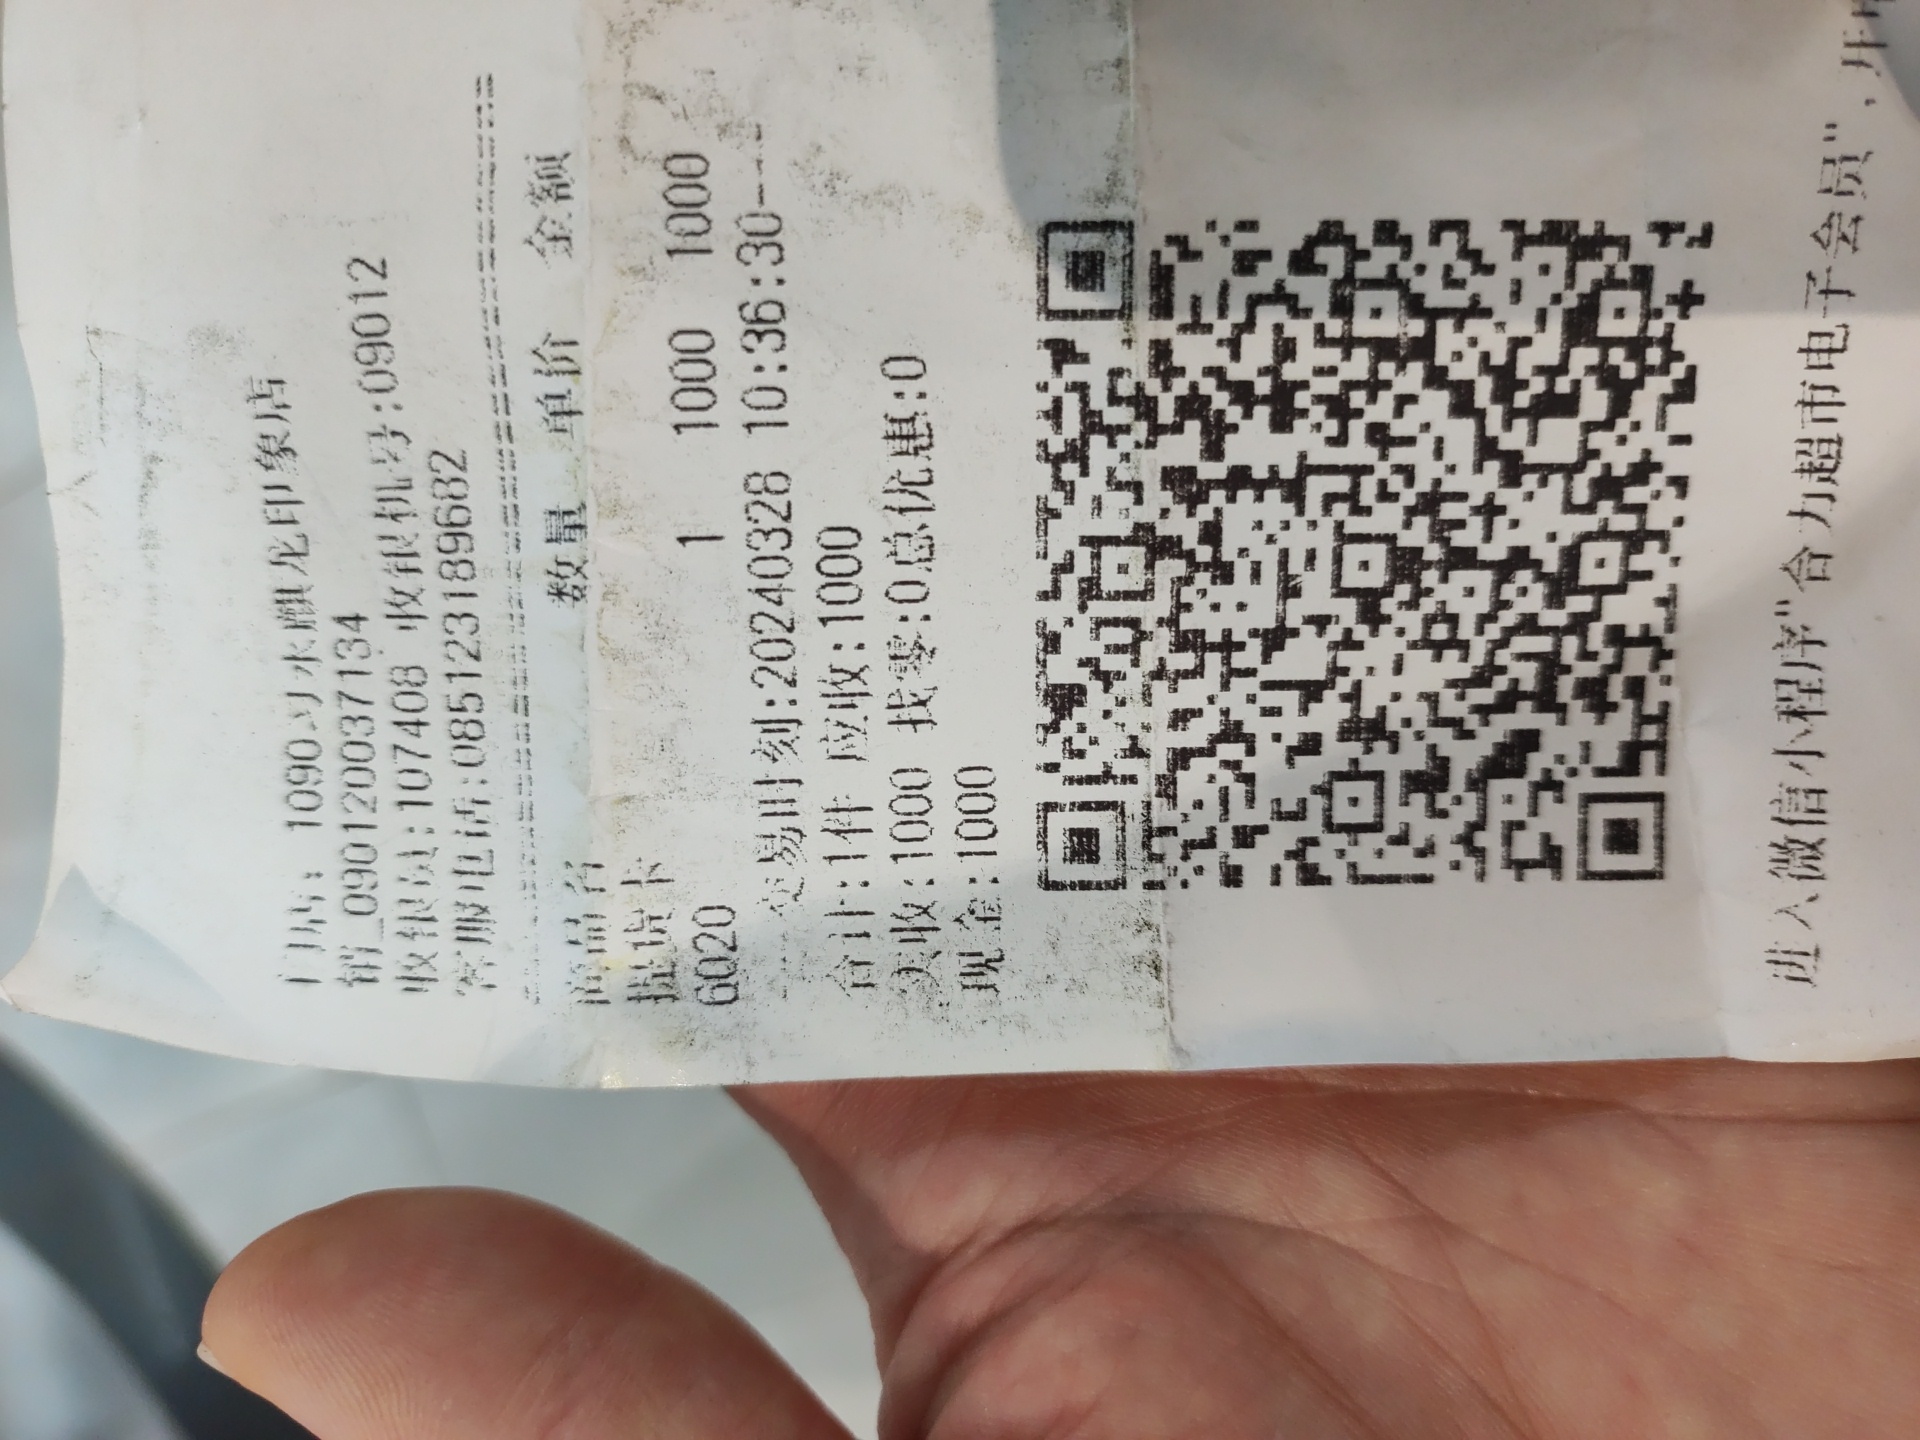 门店: 1090习水麒龙印象店
销_090120037134
收银员:107408 收银机号:09012
客服电话:085123189682
商品名 数量 单价 金额
提货卡
6020 1 1000 1000
交易时刻:20240328 10:36:30
合计:1件 应收:1000
实收:1000 找零:0总优惠:0
现金:1000
进入微信小程序"合力超市电子会员",